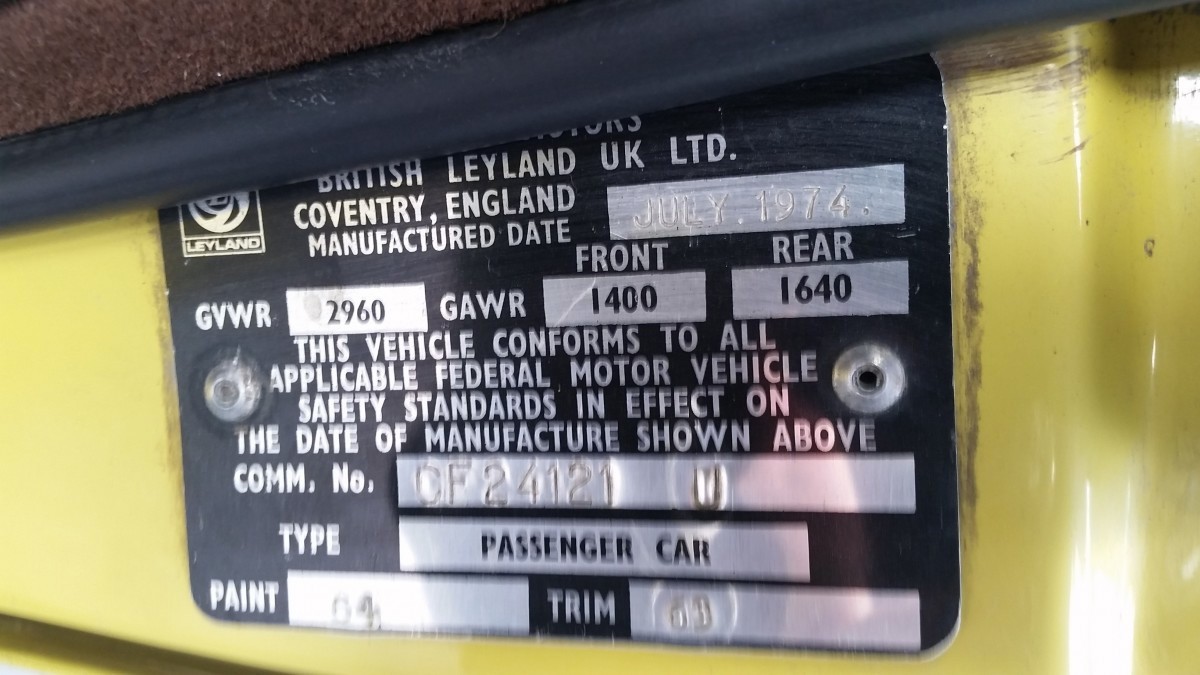 BRITISH LEYLAND UK LTD.
COVENTRY, ENGLAND
MANUFACTURED DATE JULY.1974.
LEYLAND
FRONT REAR
GVWR 2960 GAWR 1400 1640
THIS VEHICLE CONFORMS TO ALL
APPLICABLE FEDERAL MOTOR VEHICLE
SAFETY STANDARDS IN EFFECT ON
THE DATE OF MANUFACTURE SHOWN ABOVE
COMM. No. CF24121 U
TYPE PASSENGER CAR
PAINT 64 TRIM